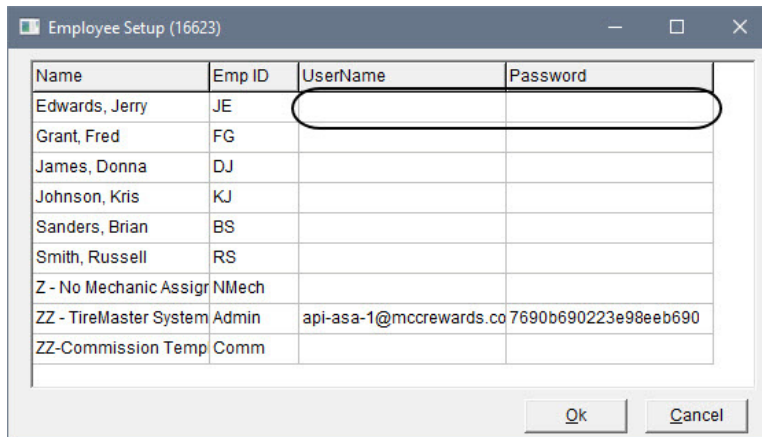 Employee Setup (16623)
Name Emp ID UserName Password
Edwards, Jerry JE
Grant, Fred FG
James, Donna DJ
Johnson, Kris KJ
Sanders, Brian BS
Smith, Russell RS
Z - No Mechanic Assigr NMech
ZZ - TireMaster System Admin api-asa-1@mccrewards.co 7690b690223e98eeb690
ZZ-Commission Temp Comm
Ok Cancel